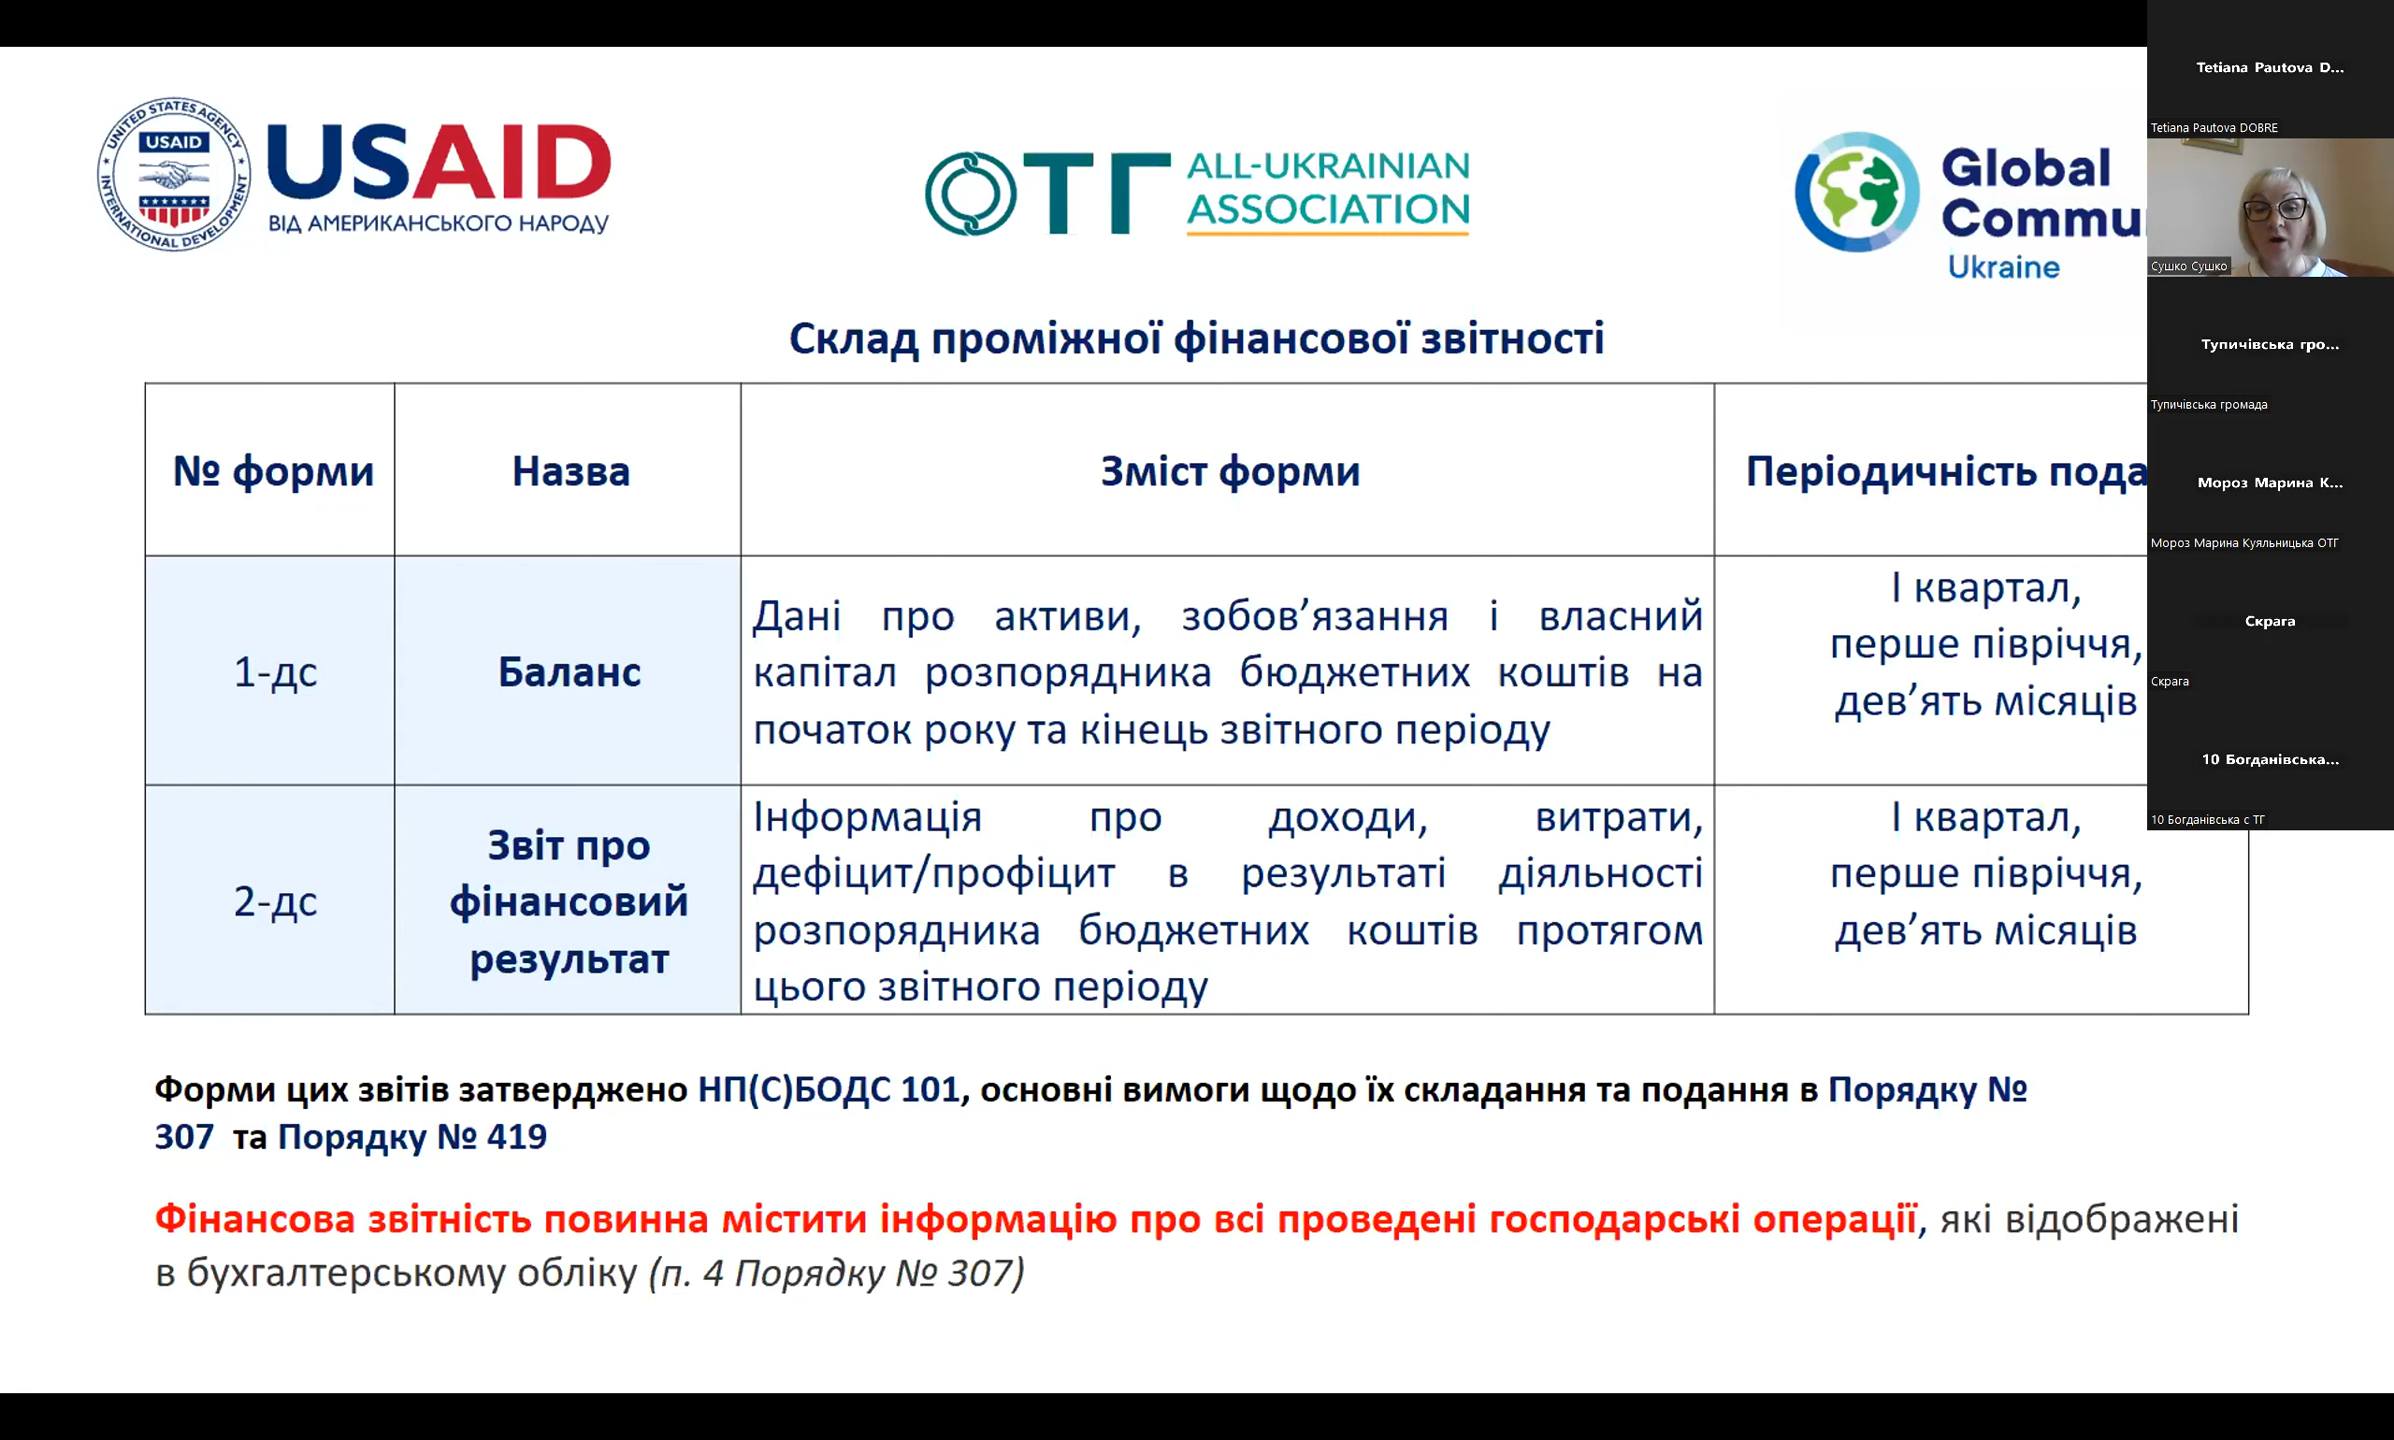 UNITED STATES AGENCY
INTERNATIONAL DEVELOPMENT
USAID
USAID
ВІД АМЕРИКАНСЬКОГО НАРОДУ
ОТГ
ALL-UKRAINIAN
ASSOCIATION
Global
Commu
Ukraine
Склад проміжної фінансової звітності
№ форми
Назва
Зміст форми
Періодичність пода
1-дс
Баланс
Дані про активи, зобов’язання і власний
капітал розпорядника бюджетних коштів на
початок року та кінець звітного періоду
І квартал,
перше півріччя,
дев’ять місяців
2-дс
Звіт про
фінансовий
результат
Інформація про доходи, витрати,
дефіцит/профіцит в результаті діяльності
розпорядника бюджетних коштів протягом
цього звітного періоду
І квартал,
перше півріччя,
дев’ять місяців
Форми цих звітів затверджено НП(С)БОДС 101, основні вимоги щодо їх складання та подання в Порядку №
307 та Порядку № 419
Фінансова звітність повинна містити інформацію про всі проведені господарські операції, які відображені
в бухгалтерському обліку (п. 4 Порядку № 307)
Tetiana Pautova D...
Tetiana Pautova DOBRE
Сушко Сушко
Тупичівська гро...
Тупичівська громада
Мороз Марина К...
Мороз Марина Куяльницька ОТГ
Скрага
Скрага
10 Богданівська...
10 Богданівська с ТГ